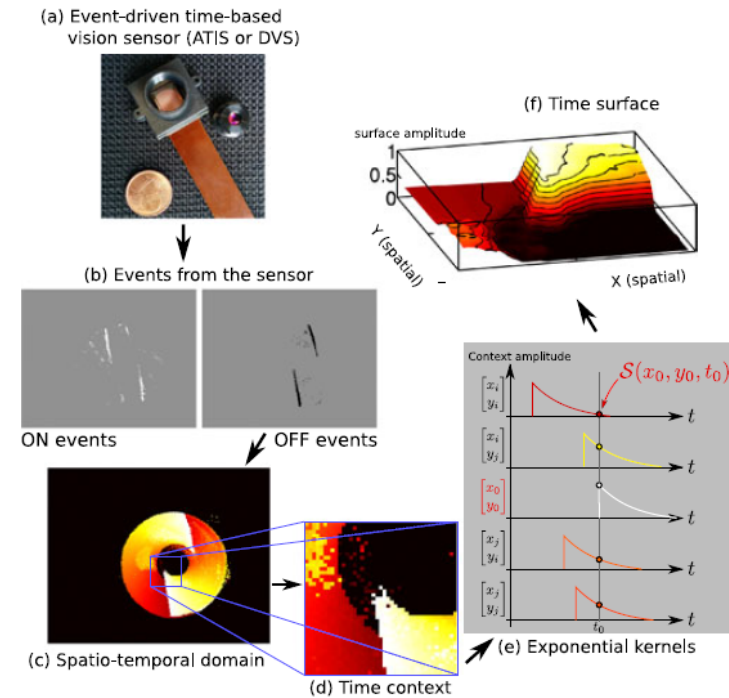 (a) Event-driven time-based
vision sensor (ATIS or DVS)
(f) Time surface
surface amplitude
1
0.5
0
Y (spatial)
X (spatial)
(b) Events from the sensor
ON events
OFF events
Context amplitude
S(x₀, y₀, t₀)
[xᵢ
yᵢ]
t
[xᵢ
yⱼ]
t
[x₀
y₀]
t
[xⱼ
yᵢ]
t
[xⱼ
yⱼ]
t
t₀
(c) Spatio-temporal domain
(d) Time context
(e) Exponential kernels